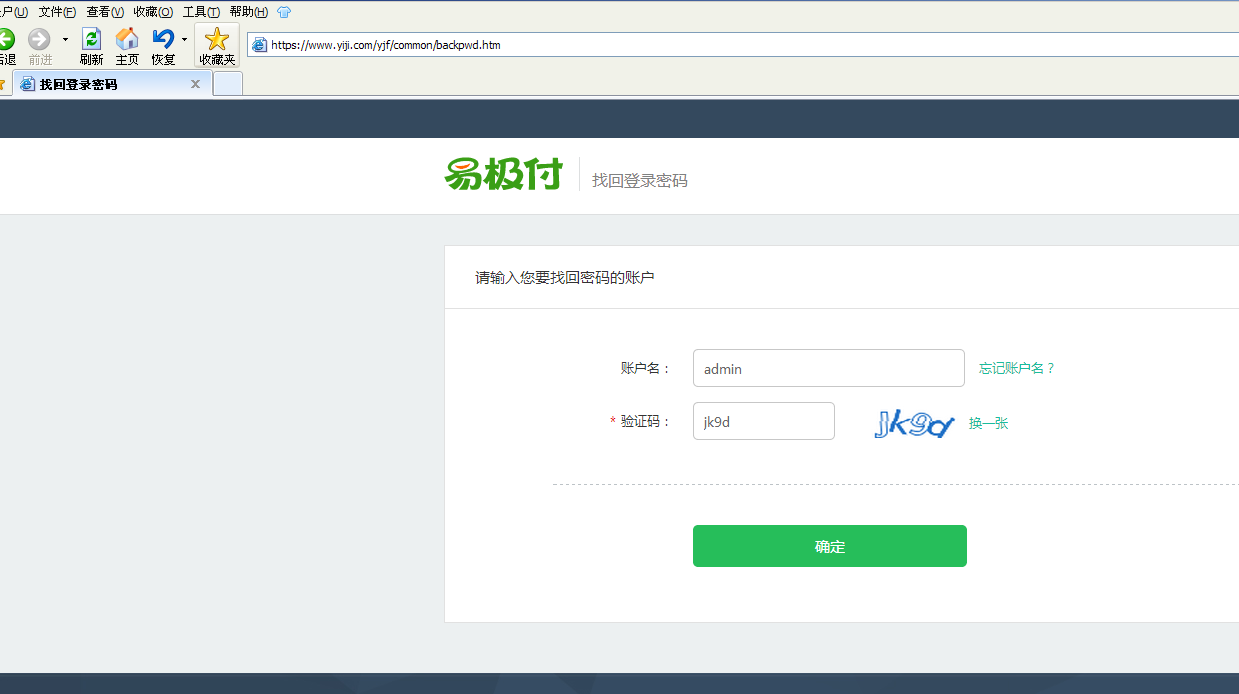 户(U) 文件(F) 查看(V) 收藏(O) 工具(T) 帮助(H)
后退 前进 刷新 主页 恢复 收藏夹 https://www.yiji.com/yjf/common/backpwd.htm
找回登录密码 x
易极付 找回登录密码
请输入您要找回密码的账户
账户名： admin 忘记账户名？
* 验证码： jk9d jk9d 换一张
确定